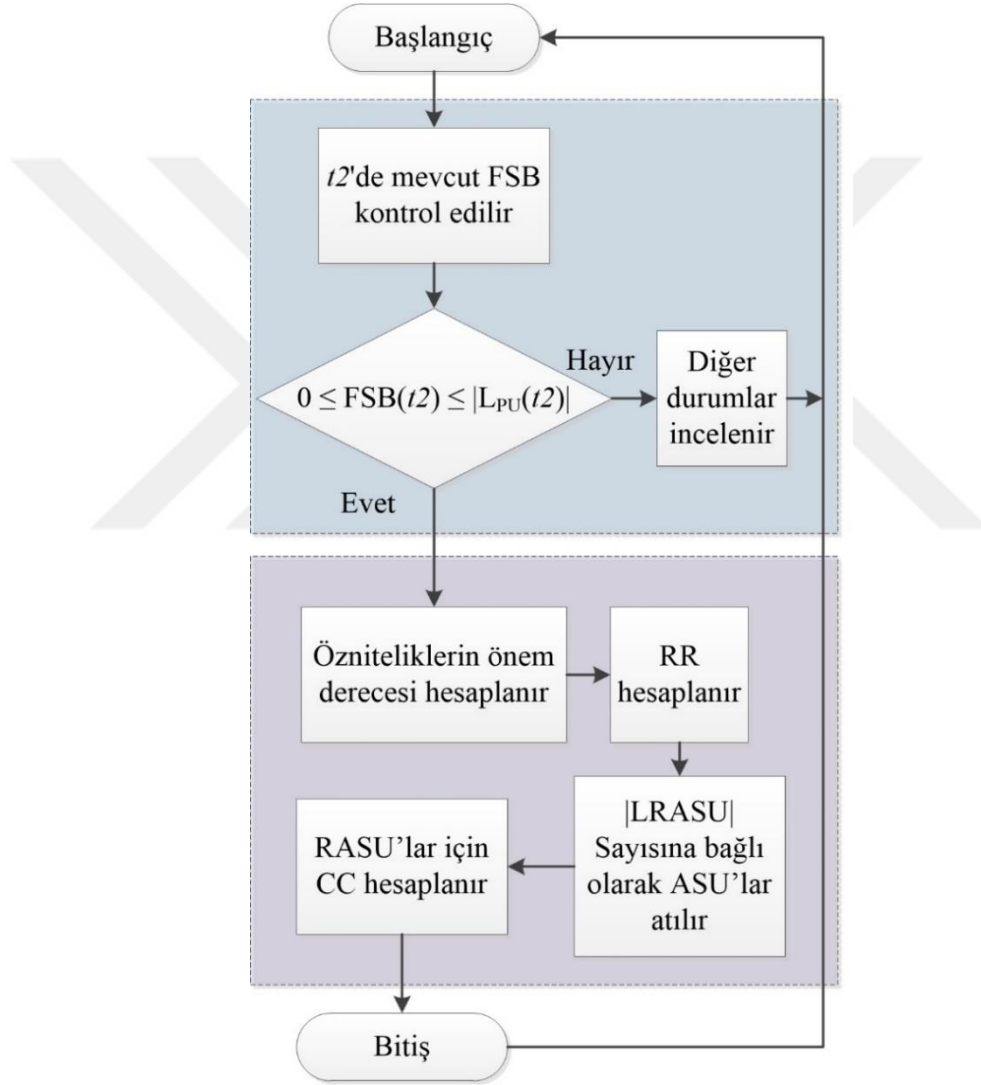 Başlangıç
t2'de mevcut FSB
kontrol edilir
0 ≤ FSB(t2) ≤ |LPU(t2)|
Hayır
Diğer
durumlar
incelenir
Evet
Özniteliklerin önem
derecesi hesaplanır
RR
hesaplanır
|LRASU|
Sayısına bağlı
olarak ASU’lar
atılır
RASU’lar için
CC hesaplanır
Bitiş